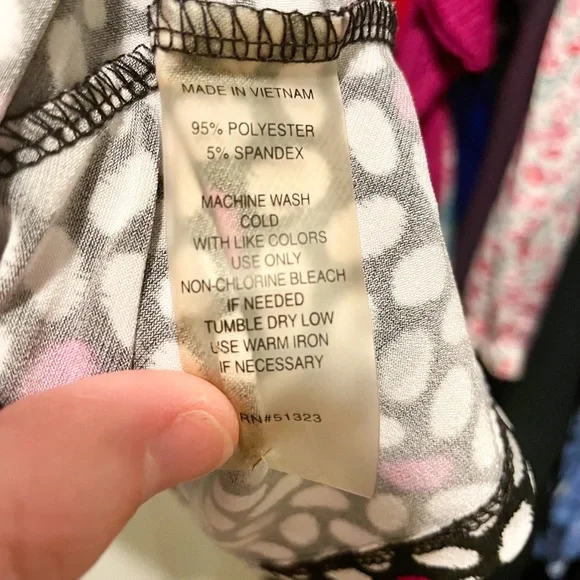 MADE IN VIETNAM
95% POLYESTER
5% SPANDEX
MACHINE WASH
COLD
WITH LIKE COLORS
USE ONLY
NON-CHLORINE BLEACH
IF NEEDED
TUMBLE DRY LOW
USE WARM IRON
IF NECESSARY
RN#51323